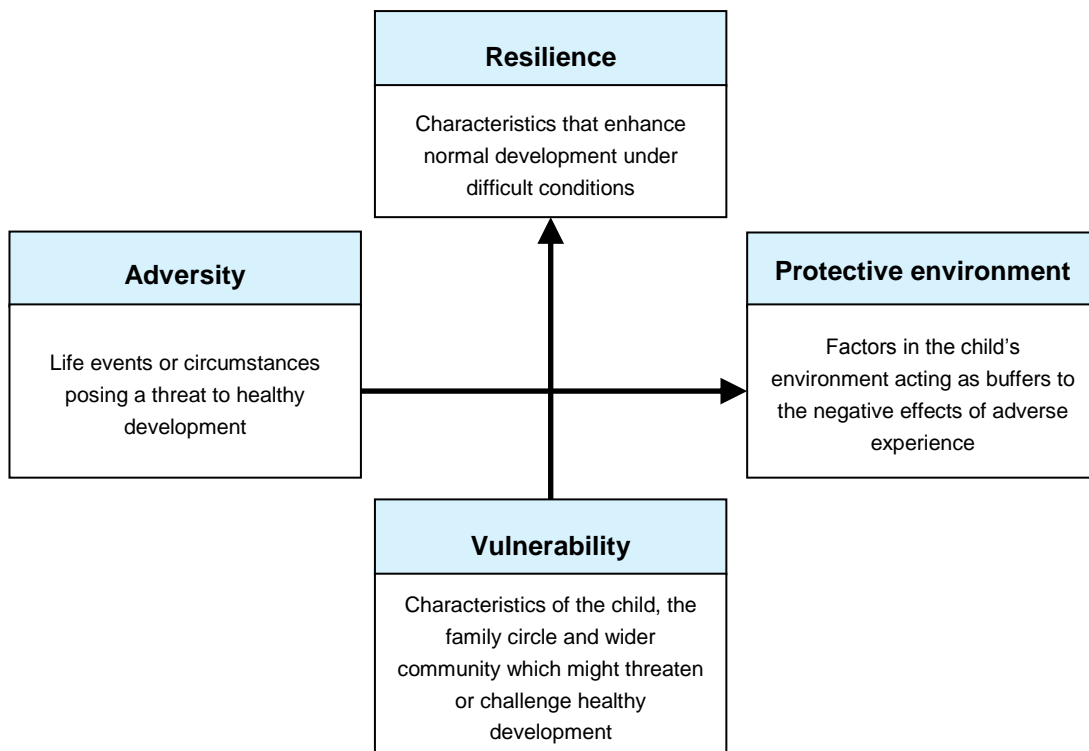 Resilience
Characteristics that enhance
normal development under
difficult conditions
Adversity
Life events or circumstances
posing a threat to healthy
development
Protective environment
Factors in the child’s
environment acting as buffers to
the negative effects of adverse
experience
Vulnerability
Characteristics of the child, the
family circle and wider
community which might threaten
or challenge healthy
development